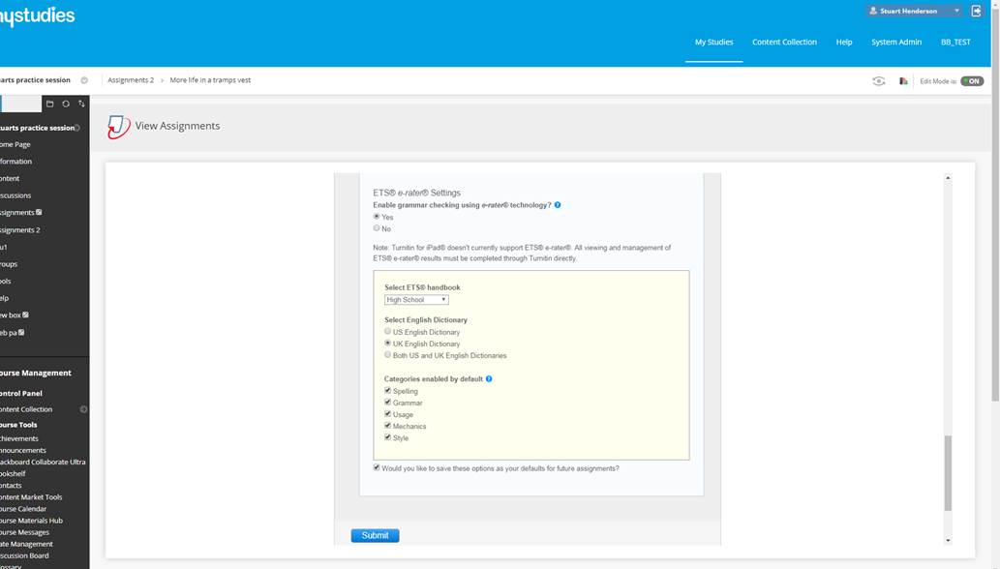 mystudies
Stuart Henderson
My Studies
Content Collection
Help
System Admin
BB_TEST
arts practice session
Assignments 2 > More life in a tramps vest
Edit Mode is: ON
uarts practice session
ome Page
formation
ontent
scussions
ssignments
ssignments 2
u1
roups
ols
elp
ew box
eb pa
ourse Management
ontrol Panel
ontent Collection
ourse Tools
chievements
nnouncements
ackboard Collaborate Ultra
ookshelf
ontacts
ontent Market Tools
ourse Calendar
ourse Materials Hub
ourse Messages
ate Management
scussion Board
lossary
View Assignments
ETS® e-rater® Settings
Enable grammar checking using e-rater® technology? ?
Yes
No
Note: Turnitin for iPad® doesn't currently support ETS® e-rater®. All viewing and management of
ETS® e-rater® results must be completed through Turnitin directly.
Select ETS® handbook
High School
Select English Dictionary
US English Dictionary
UK English Dictionary
Both US and UK English Dictionaries
Categories enabled by default ?
Spelling
Grammar
Usage
Mechanics
Style
Would you like to save these options as your defaults for future assignments?
Submit